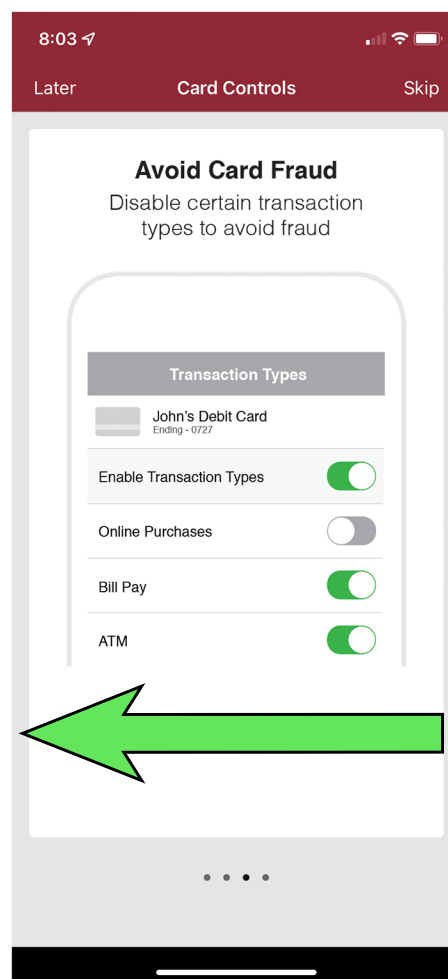 8:03
Later Card Controls Skip
Avoid Card Fraud
Disable certain transaction
types to avoid fraud
Transaction Types
John's Debit Card
Ending - 0727
Enable Transaction Types
Online Purchases
Bill Pay
ATM